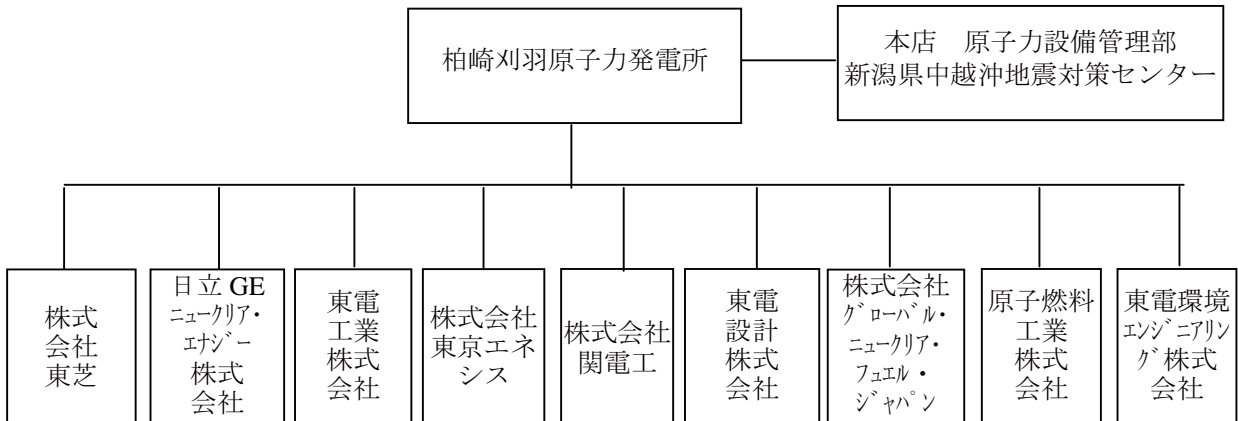 柏崎刈羽原子力発電所
本店　原子力設備管理部
新潟県中越沖地震対策センター
株式
会社
東芝
日立 GE
ニュークリア・
エナジー
株式
会社
東電
工業
株式
会社
株式会社
東京エネ
シス
株式会社
関電工
東電
設計
株式
会社
株式会社
グローバル・
ニュークリア・
フュエル・
ジャパン
原子燃料
工業
株式
会社
東電環境
エンジニアリン
グ株式
会社